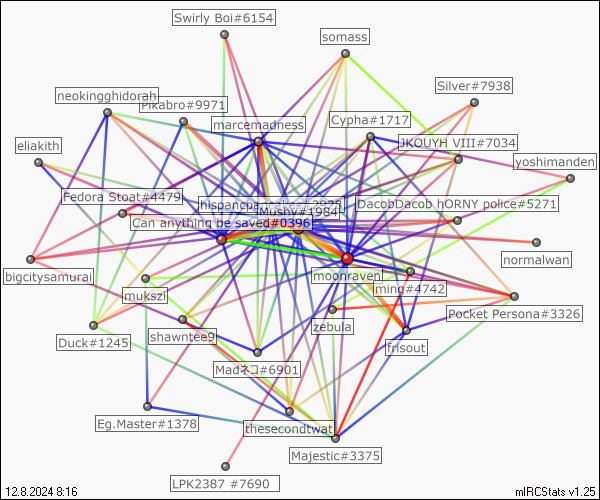 Swirly Boi#6154
somass
Silver#7938
neokingghidorah
Pikabro#9971
marcemadness
Cypha#1717
JKOUYH VIII#7034
eliakith
yoshimanden
Fedora Stoat#4479
DacobDacob hORNY police#5271
Mushy#1984
Can anything be saved#0396
normalwan
bigcitysamurai
moonraven
ming#4742
mukszi
Pocket Persona#3326
zebula
Duck#1245
shawntee9
frisout
Madネコ#6901
Eg.Master#1378
thesecondtwat
Majestic#3375
LPK2387 #7690
12.8.2024 8:16
mIRCStats v1.25